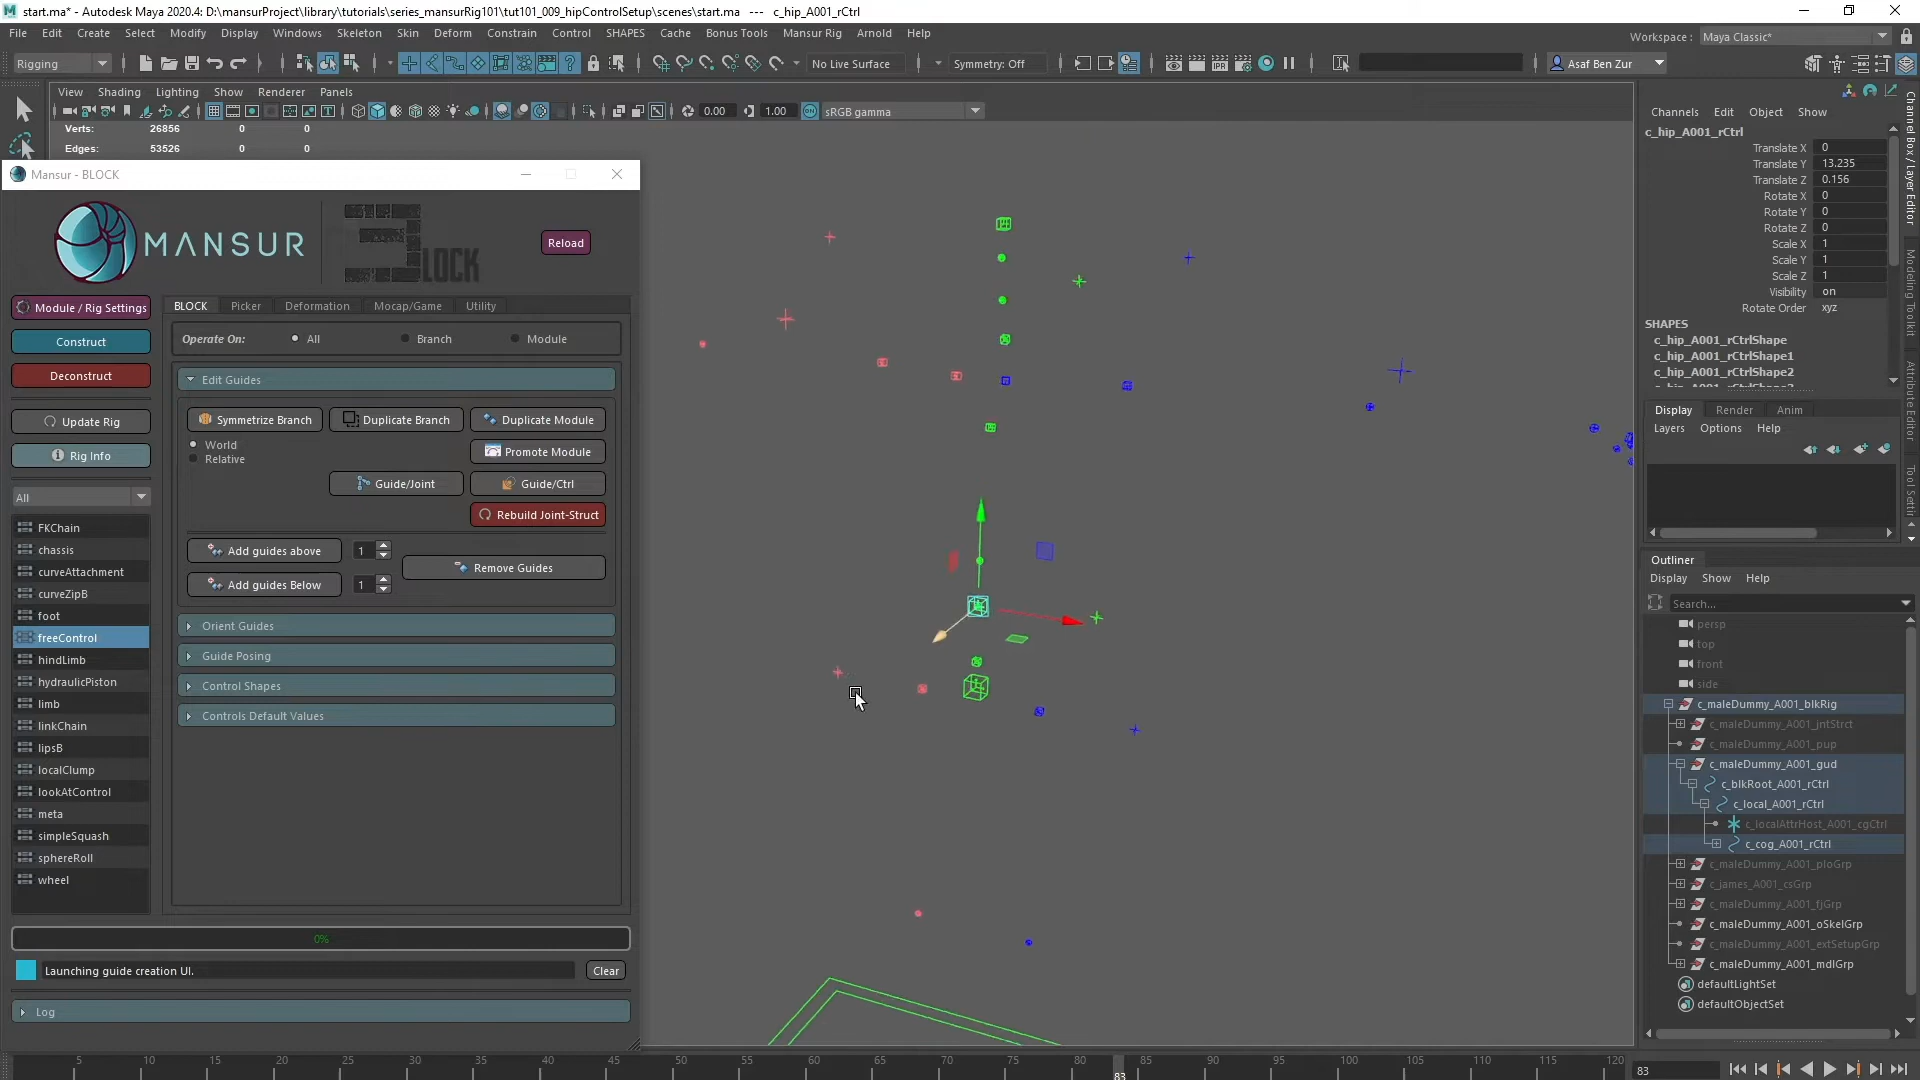 start.ma* - Autodesk Maya 2020.4: D:\mansurProject\library\tutorials\series_mansurRig101\tut101_009_hipControlSetup\scenes\start.ma   ---   c_hip_A001_rCtrl
File Edit Create Select Modify Display Windows Skeleton Skin Deform Constrain Control SHAPES Cache Bonus Tools Mansur Rig Arnold Help
Workspace : Maya Classic*
Rigging No Live Surface Symmetry: Off Asaf Ben Zur
View Shading Lighting Show Renderer Panels
0.00 1.00 sRGB gamma
Verts: 26856 0 0
Edges: 53526 0 0
Mansur - BLOCK
MANSUR BLOCK Reload
Module / Rig Settings
Construct
Deconstruct
Update Rig
Rig Info
All
FKChain
chassis
curveAttachment
curveZipB
foot
freeControl
hindLimb
hydraulicPiston
limb
linkChain
lipsB
localClump
lookAtControl
meta
simpleSquash
sphereRoll
wheel
BLOCK Picker Deformation Mocap/Game Utility
Operate On: All Branch Module
Edit Guides
Symmetrize Branch Duplicate Branch Duplicate Module
World
Relative
Promote Module
Guide/Joint Guide/Ctrl
Rebuild Joint-Struct
Add guides above 1
Remove Guides
Add guides Below 1
Orient Guides
Guide Posing
Control Shapes
Controls Default Values
0%
Launching guide creation UI. Clear
Log
Channels Edit Object Show
c_hip_A001_rCtrl
Translate X 0
Translate Y 13.235
Translate Z 0.156
Rotate X 0
Rotate Y 0
Rotate Z 0
Scale X 1
Scale Y 1
Scale Z 1
Visibility on
Rotate Order xyz
SHAPES
c_hip_A001_rCtrlShape
c_hip_A001_rCtrlShape1
c_hip_A001_rCtrlShape2
Display Render Anim
Layers Options Help
Outliner
Display Show Help
Search...
persp
top
front
side
c_maleDummy_A001_blkRig
c_maleDummy_A001_jntStrct
c_maleDummy_A001_pup
c_maleDummy_A001_gud
c_blkRoot_A001_rCtrl
c_local_A001_rCtrl
c_localAttrHost_A001_cgCtrl
c_cog_A001_rCtrl
c_maleDummy_A001_ploGrp
c_james_A001_csGrp
c_maleDummy_A001_fjGrp
c_maleDummy_A001_oSkelGrp
c_maleDummy_A001_extSetupGrp
c_maleDummy_A001_mdlGrp
defaultLightSet
defaultObjectSet
Channel Box / Layer Editor
Modeling Toolkit
Attribute Editor
5 10 15 20 25 30 35 40 45 50 55 60 65 70 75 80 85 90 95 100 105 110 115 120
83 83